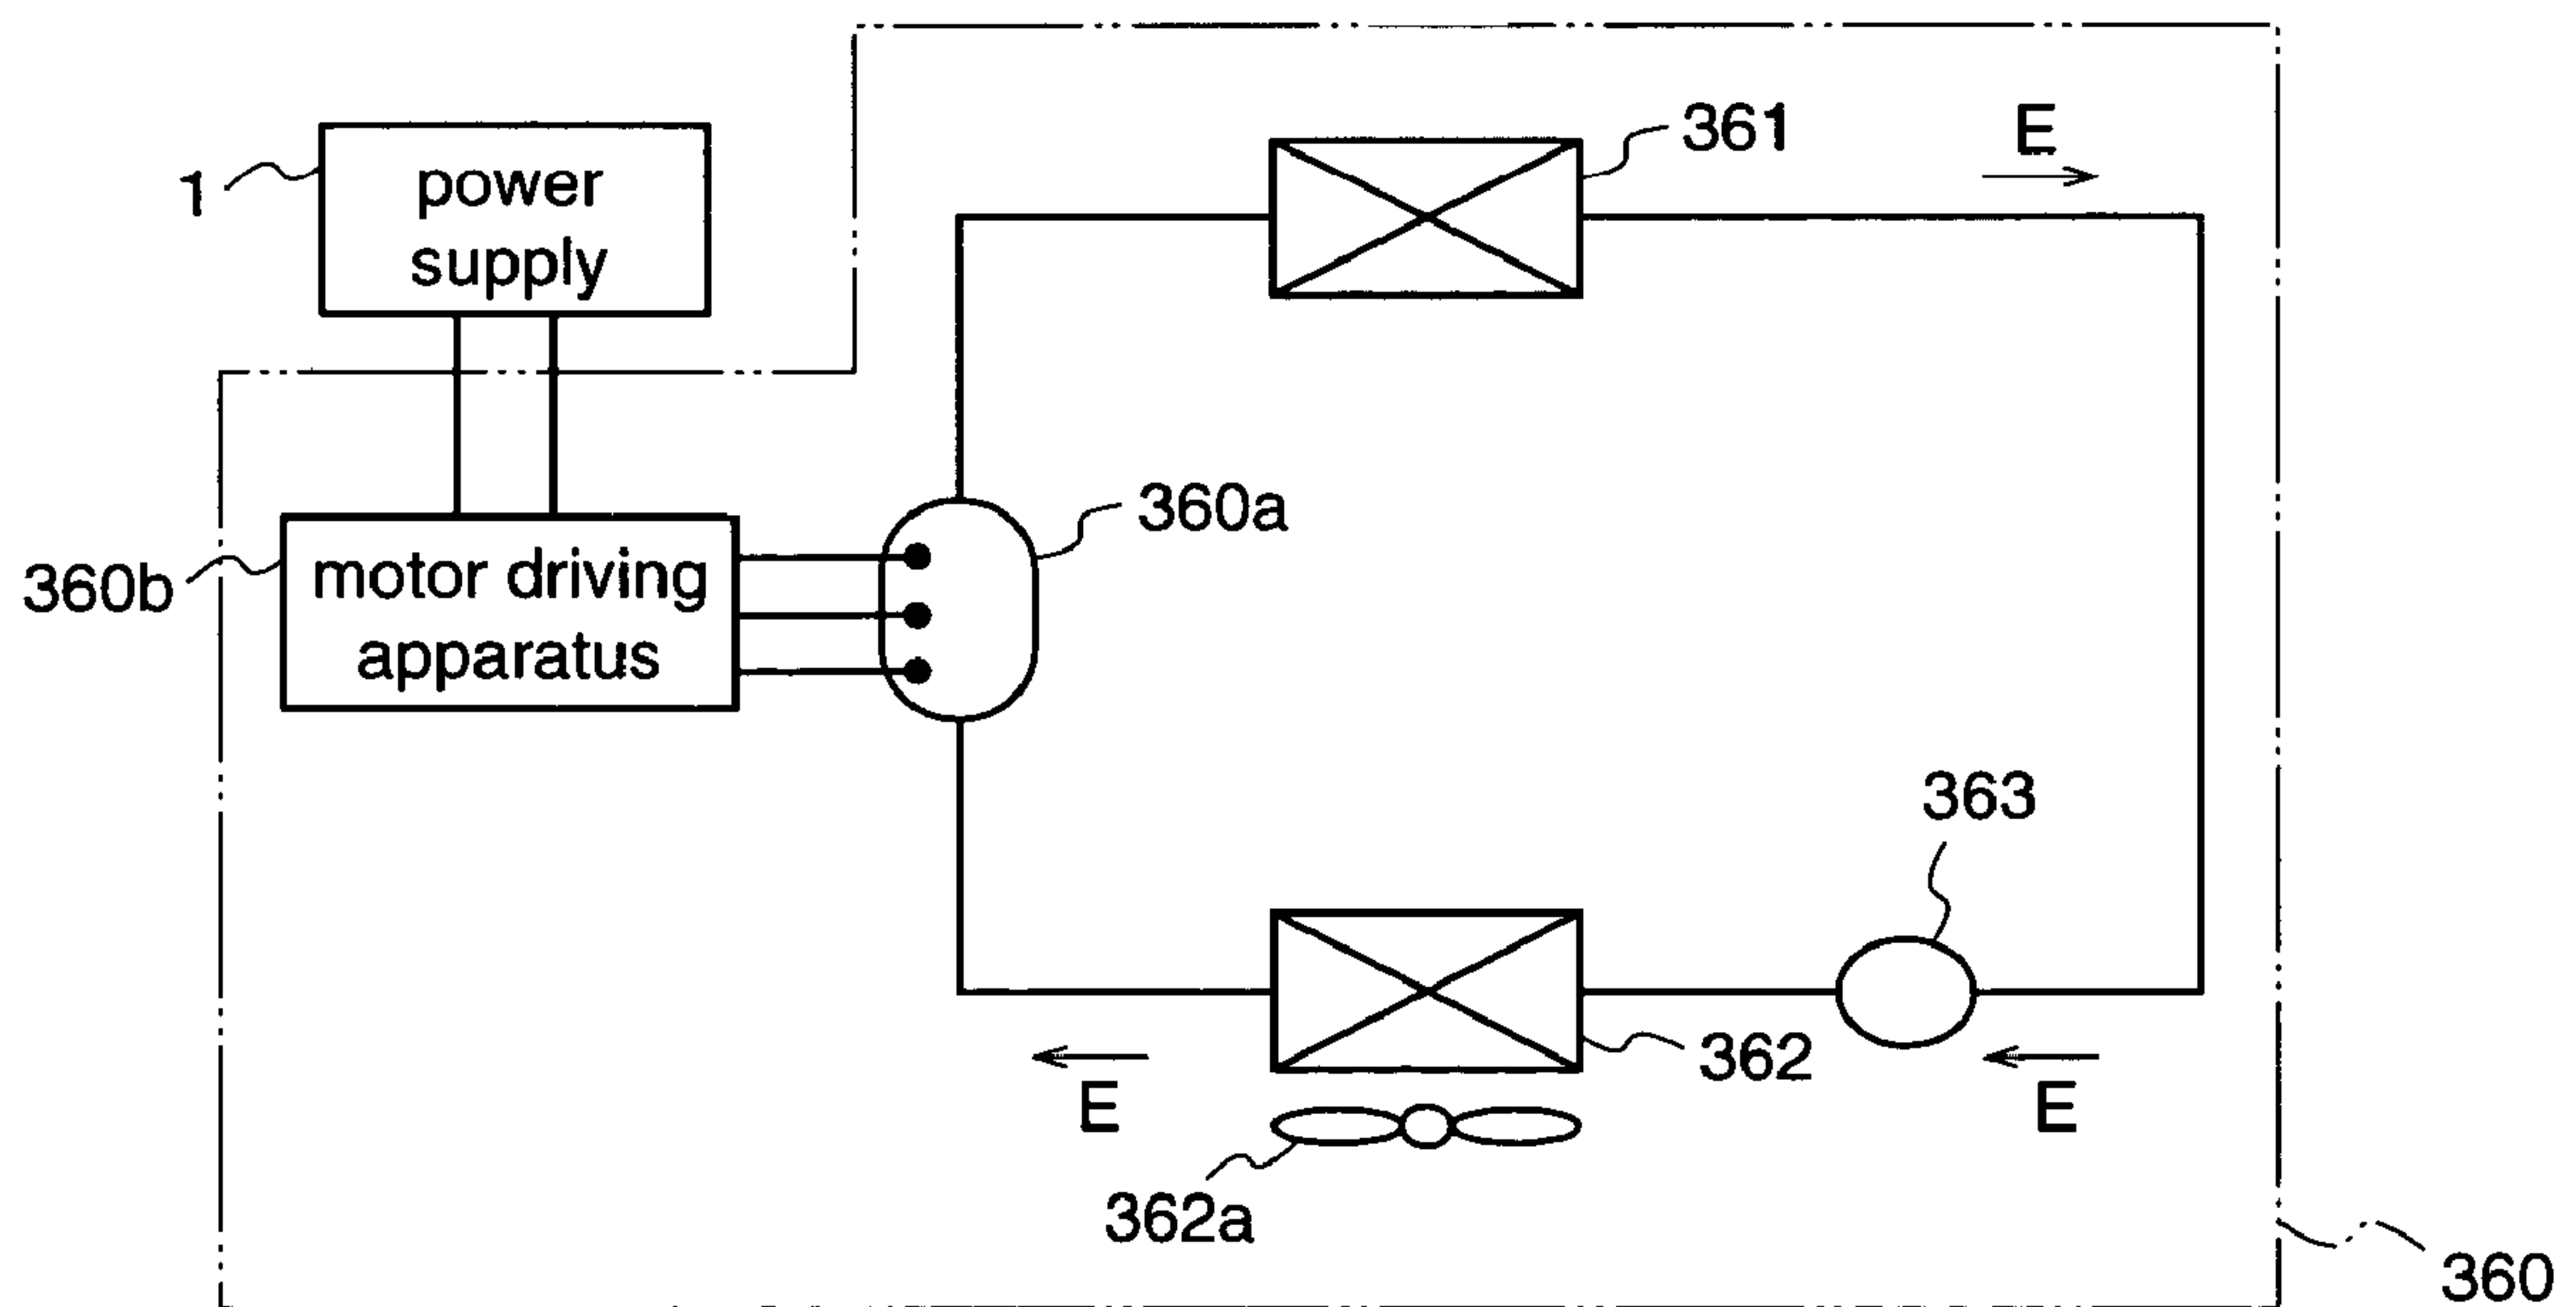 361
E
1
power
supply
360a
360b
motor driving
apparatus
363
362
E
E
362a
360